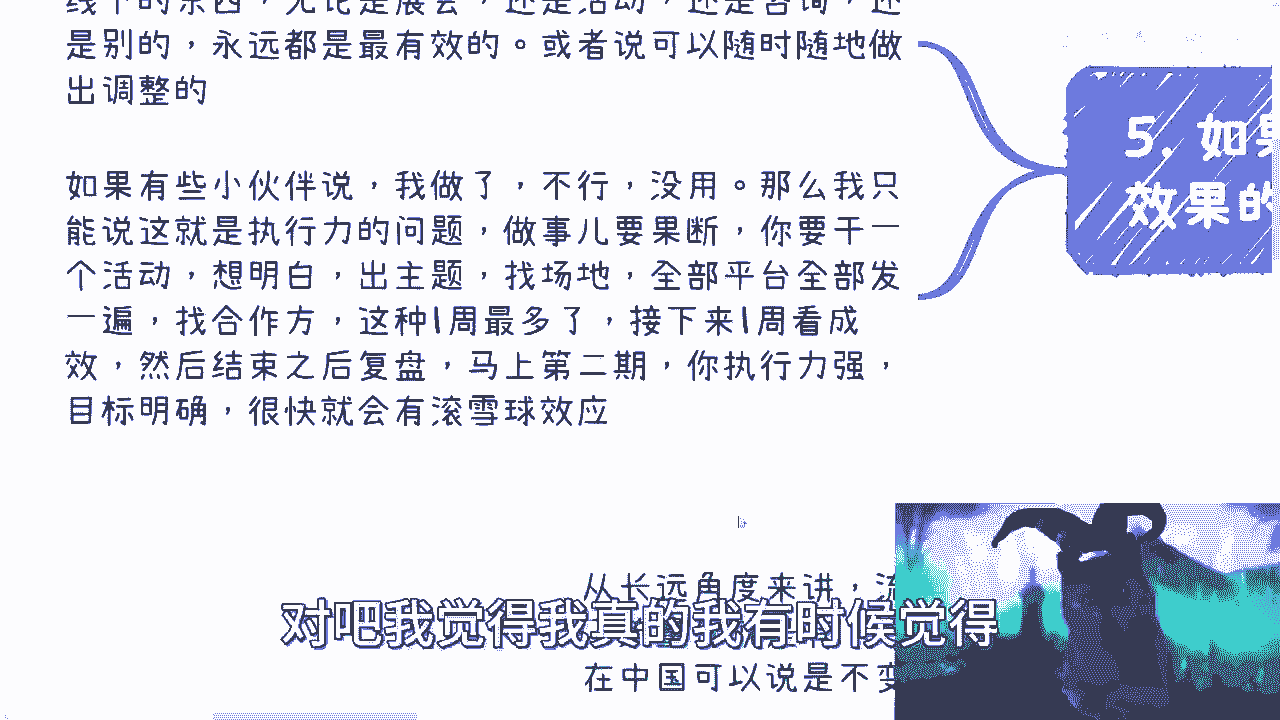 线下的东西，无论是展会，还是活动，还是咨询，还
是别的，永远都是最有效的。或者说可以随时随地做
出调整的
如果有些小伙伴说，我做了，不行，没用。那么我只
能说这就是执行力的问题，做事儿要果断，你要干一
个活动，想明白，出主题，找场地，全部平台全部发
一遍，找合作方，这种1周最多了，接下来1周看成
效，然后结束之后复盘，马上第二期，你执行力强，
目标明确，很快就会有滚雪球效应
5. 如果
效果的
从长远角度来讲，流
对吧我觉得我真的我有时候觉得
在中国可以说是不变